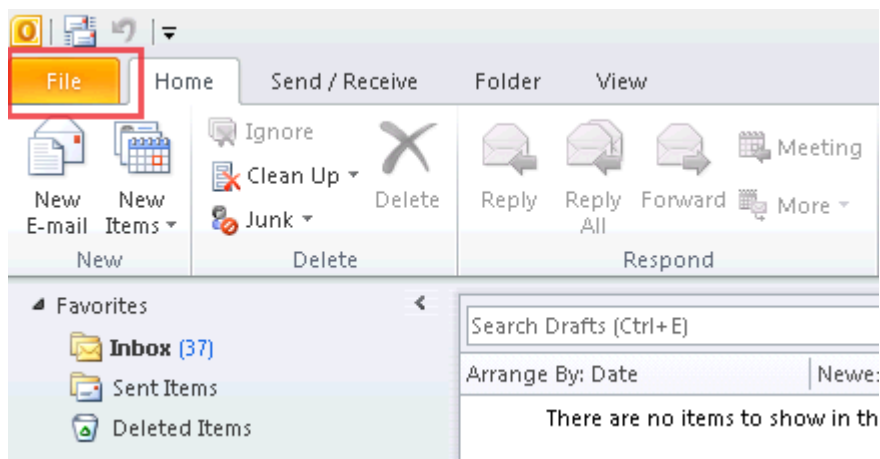 File Home Send / Receive Folder View
Ignore
Clean Up
Junk
New E-mail
New Items
Delete
Reply
Reply All
Forward
Meeting
More
New Delete Respond
Favorites
Inbox (37)
Sent Items
Deleted Items
Search Drafts (Ctrl+E)
Arrange By: Date
There are no items to show in